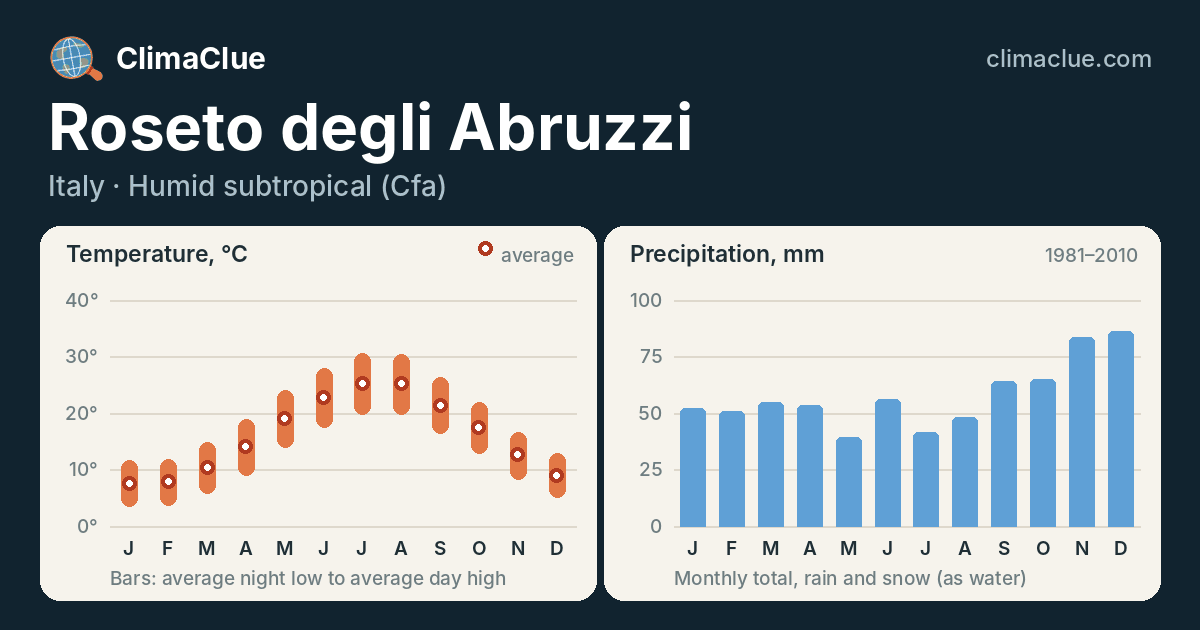 ClimaClue
climaclue.com
Roseto degli Abruzzi
Italy · Humid subtropical (Cfa)
Temperature, °C
average
40°
30°
20°
10°
0°
J F M A M J J A S O N D
Bars: average night low to average day high
Precipitation, mm
1981–2010
100
75
50
25
0
J F M A M J J A S O N D
Monthly total, rain and snow (as water)